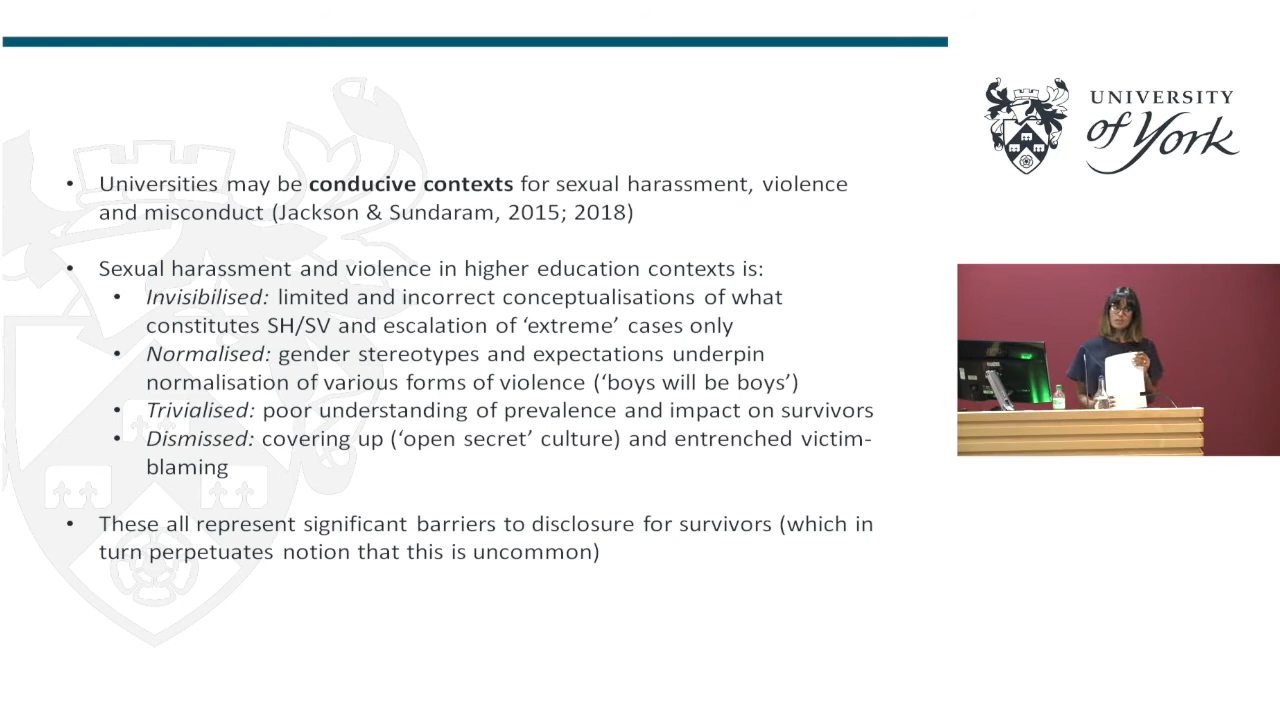 • Universities may be conducive contexts for sexual harassment, violence
and misconduct (Jackson & Sundaram, 2015; 2018)
• Sexual harassment and violence in higher education contexts is:
• Invisibilised: limited and incorrect conceptualisations of what
constitutes SH/SV and escalation of ‘extreme’ cases only
• Normalised: gender stereotypes and expectations underpin
normalisation of various forms of violence (‘boys will be boys’)
• Trivialised: poor understanding of prevalence and impact on survivors
• Dismissed: covering up (‘open secret’ culture) and entrenched victim-
blaming
• These all represent significant barriers to disclosure for survivors (which in
turn perpetuates notion that this is uncommon)
UNIVERSITY
of York